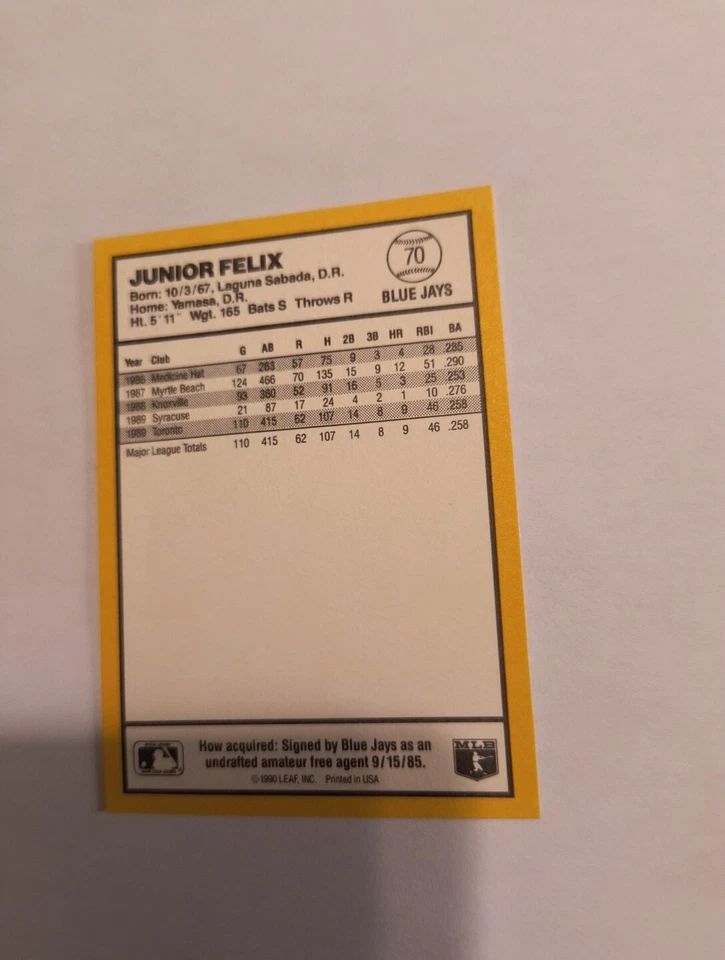 JUNIOR FELIX
Born: 10/3/67, Laguna Sabada, D.R.
Home: Yamasa, D.R.
Ht. 5' 11" Wgt. 165 Bats S Throws R
70
BLUE JAYS
Year Club G AB R H 2B 3B HR RBI BA
1986 Medicine Hat 67 263 57 75 9 3 4 28 .285
1987 Myrtle Beach 124 466 70 135 15 9 12 51 .290
1988 Knoxville 93 360 52 91 16 5 3 25 .253
1989 Syracuse 21 87 17 24 4 2 1 10 .276
1989 Toronto 110 415 62 107 14 8 9 46 .258
Major League Totals 110 415 62 107 14 8 9 46 .258
How acquired: Signed by Blue Jays as an
undrafted amateur free agent 9/15/85.
©1990 LEAF, INC. Printed in USA
MLB